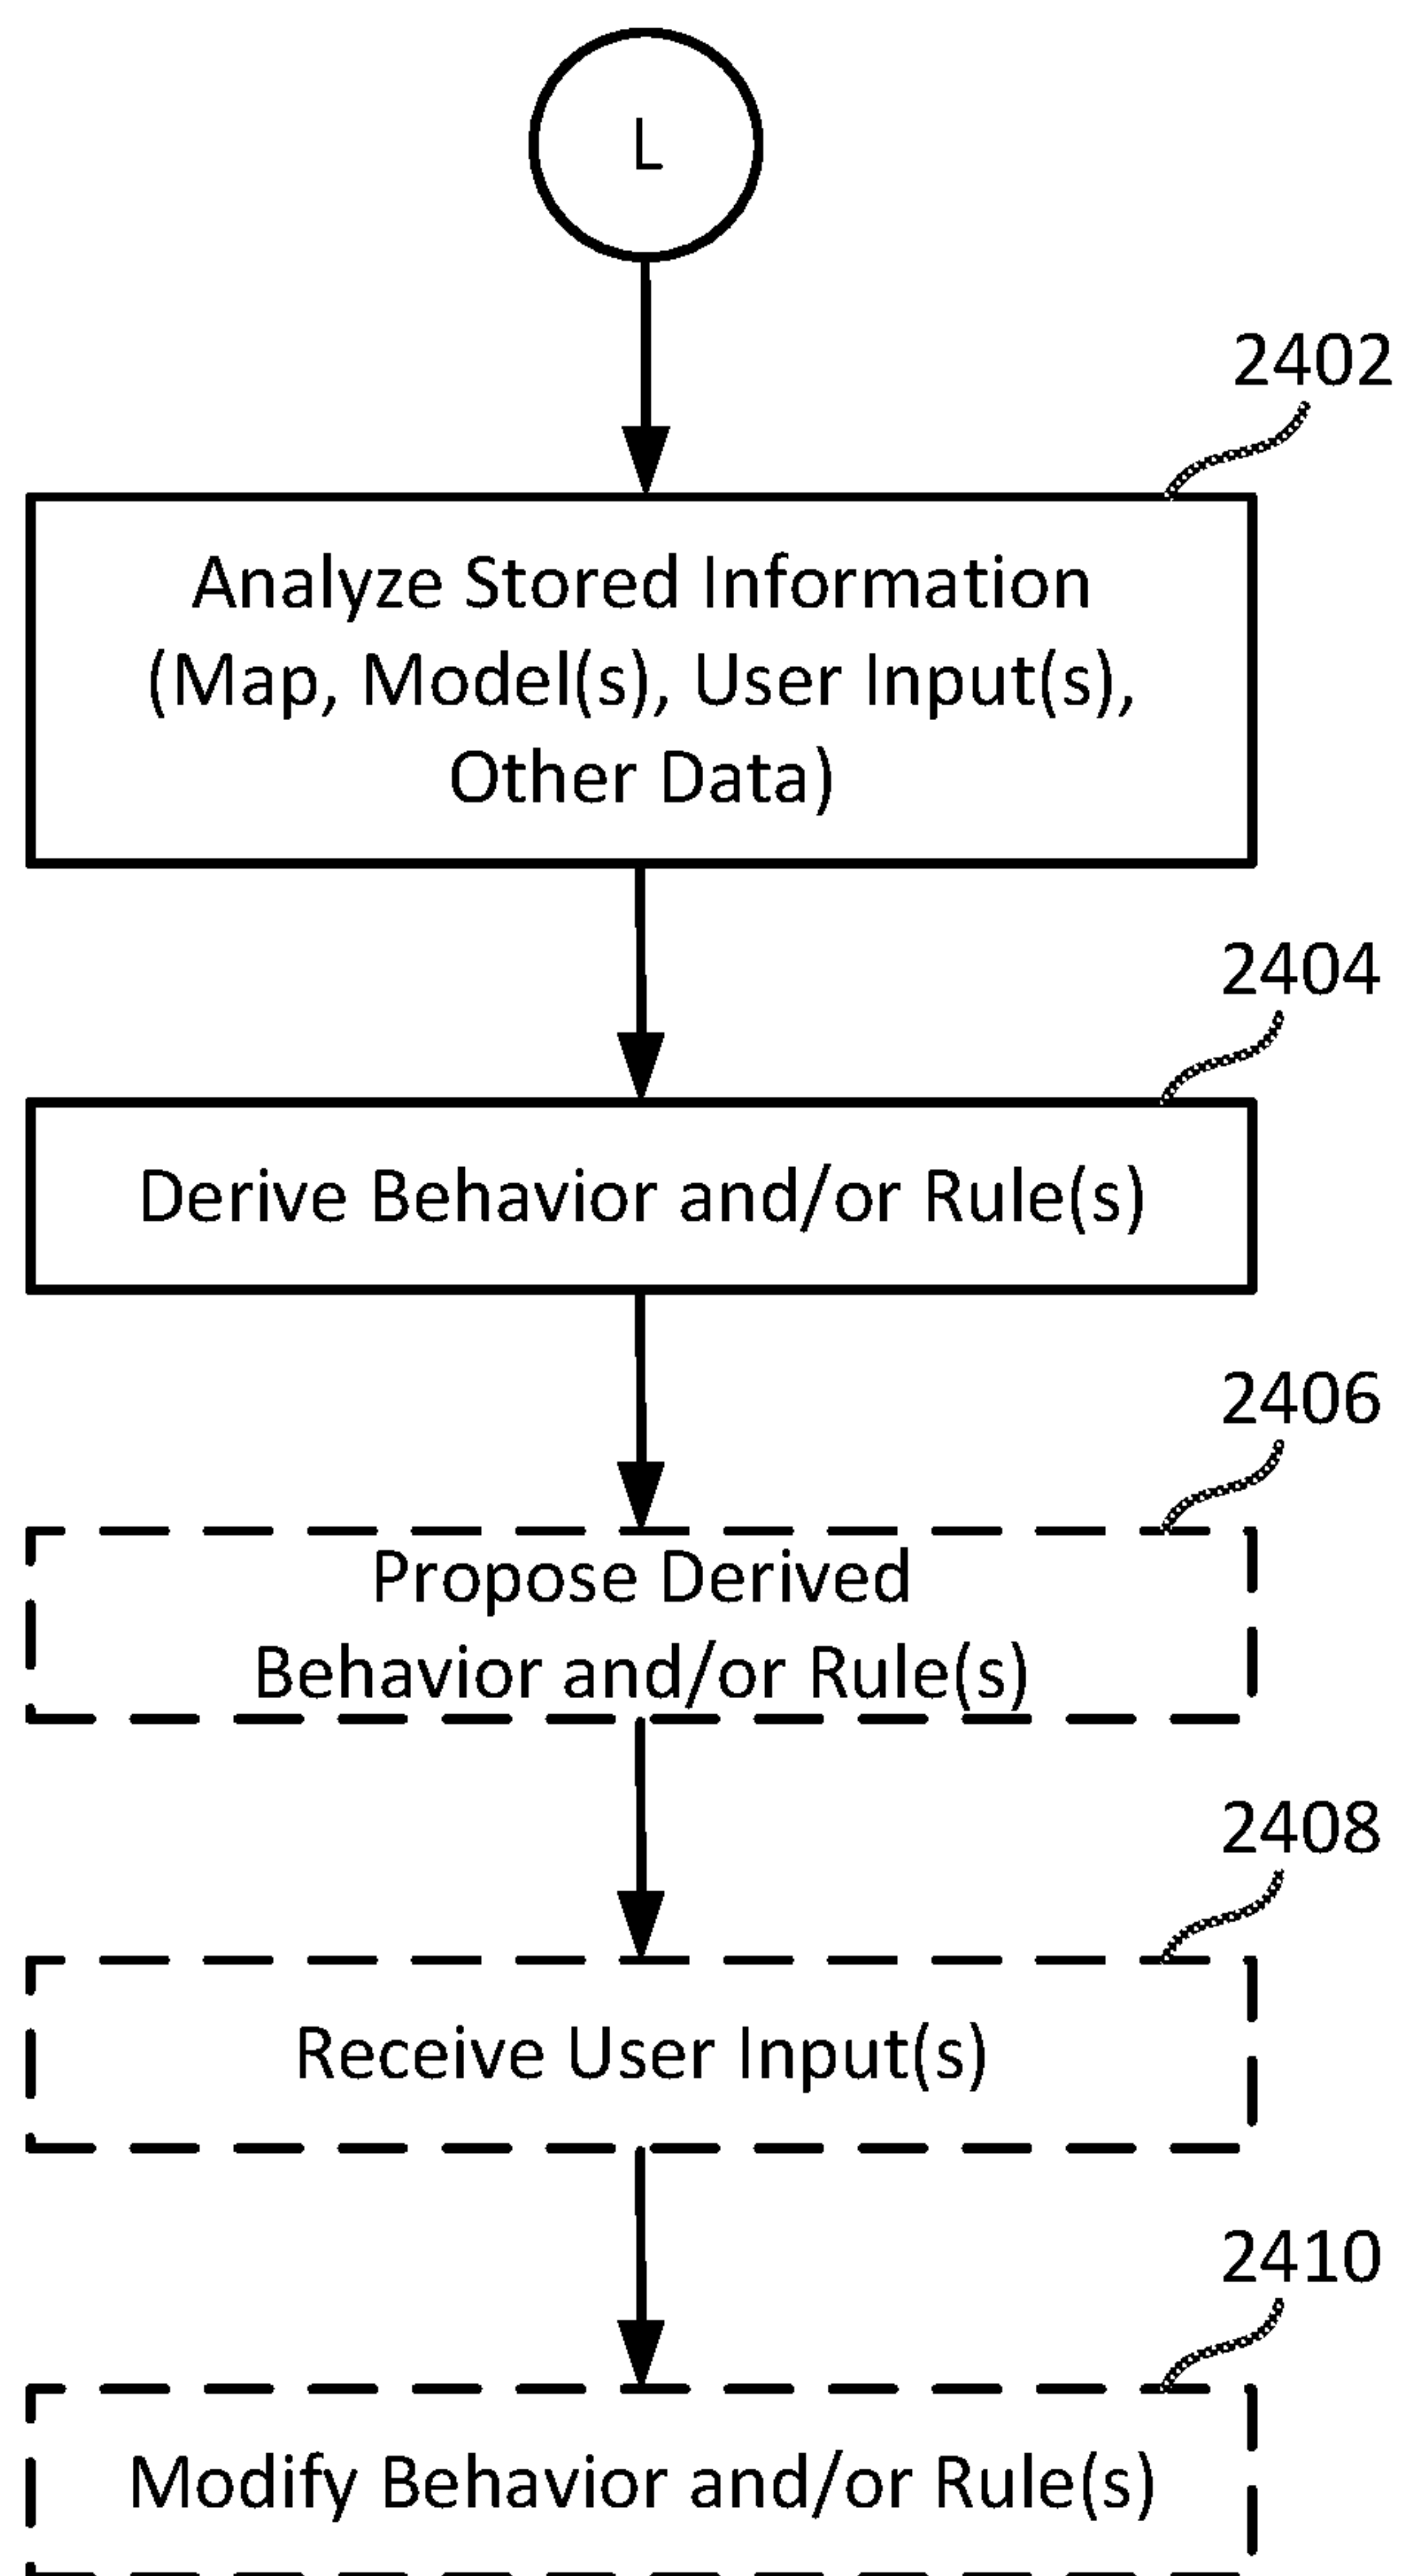 L
2402
Analyze Stored Information
(Map, Model(s), User Input(s),
Other Data)
2404
Derive Behavior and/or Rule(s)
2406
Propose Derived
Behavior and/or Rule(s)
2408
Receive User Input(s)
2410
Modify Behavior and/or Rule(s)